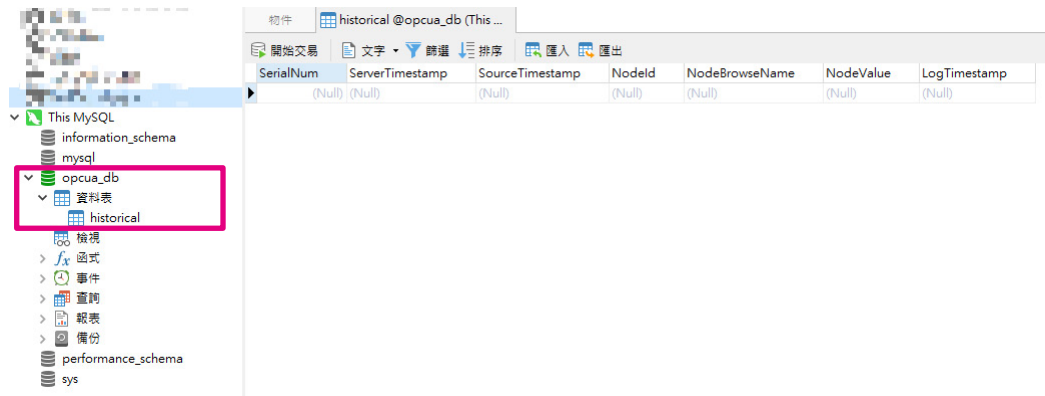 物件
historical @opcua_db (This ...
開始交易 文字 篩選 排序 匯入 匯出
SerialNum ServerTimestamp SourceTimestamp NodeId NodeBrowseName NodeValue LogTimestamp
(Null) (Null) (Null) (Null) (Null) (Null) (Null)
This MySQL
information_schema
mysql
opcua_db
資料表
historical
檢視
fx 函式
事件
查詢
報表
備份
performance_schema
sys